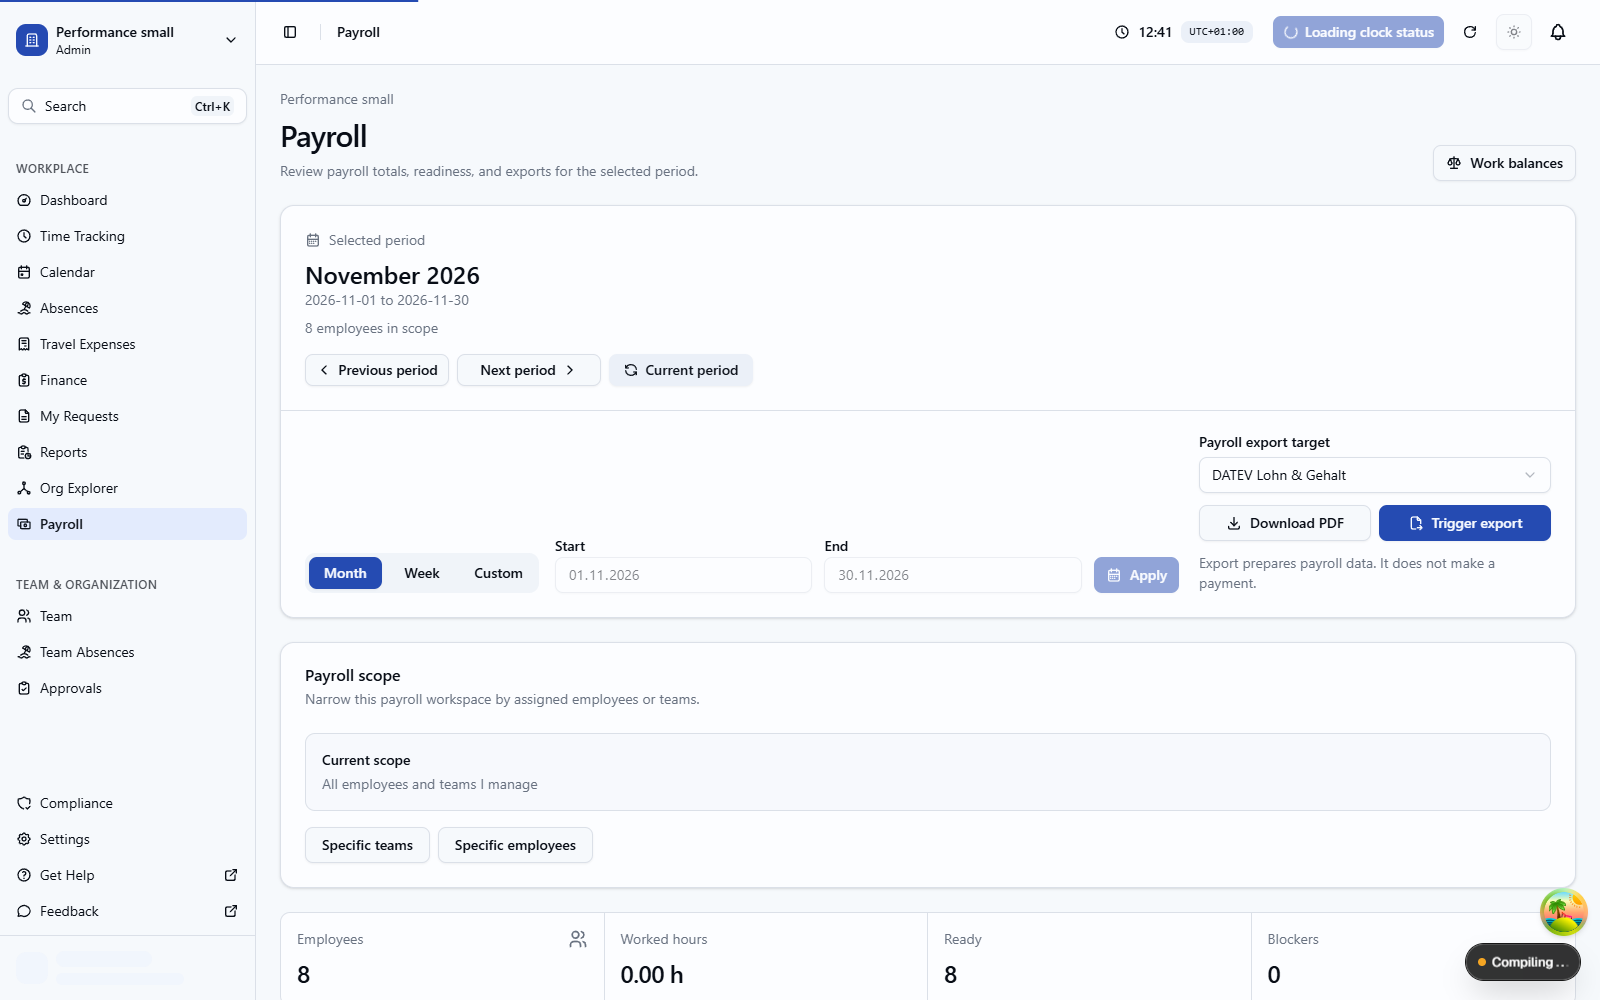 Performance small
Admin
Search
Ctrl+K
WORKPLACE
Dashboard
Time Tracking
Calendar
Absences
Travel Expenses
Finance
My Requests
Reports
Org Explorer
Payroll
TEAM & ORGANIZATION
Team
Team Absences
Approvals
Compliance
Settings
Get Help
Feedback
Payroll
12:41
UTC+01:00
Loading clock status
Performance small
Payroll
Review payroll totals, readiness, and exports for the selected period.
Work balances
Selected period
November 2026
2026-11-01 to 2026-11-30
8 employees in scope
Previous period
Next period
Current period
Month
Week
Custom
Start
01.11.2026
End
30.11.2026
Apply
Payroll export target
DATEV Lohn & Gehalt
Download PDF
Trigger export
Export prepares payroll data. It does not make a
payment.
Payroll scope
Narrow this payroll workspace by assigned employees or teams.
Current scope
All employees and teams I manage
Specific teams
Specific employees
Employees
8
Worked hours
0.00 h
Ready
8
Blockers
0
Compiling ...